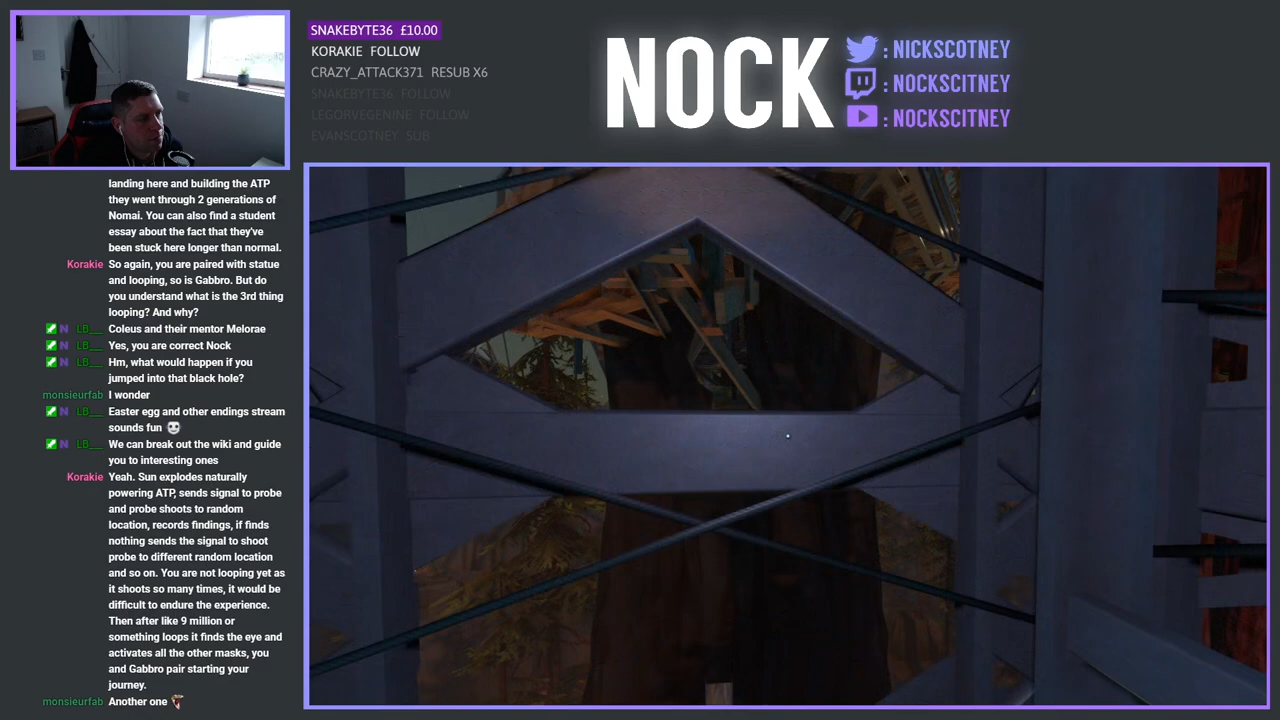 SNAKEBYTE36 £10.00
KORAKIE FOLLOW
CRAZY_ATTACK371 RESUB X6
SNAKEBYTE36 FOLLOW
LEGORVEGENINE FOLLOW
EVANSCOTNEY SUB
NOCK
: NICKSCOTNEY
: NOCKSCITNEY
: NOCKSCITNEY
landing here and building the ATP
they went through 2 generations of
Nomai. You can also find a student
essay about the fact that they've
been stuck here longer than normal.
Korakie So again, you are paired with statue
and looping, so is Gabbro. But do
you understand what is the 3rd thing
looping? And why?
N LB__ Coleus and their mentor Melorae
N LB__ Yes, you are correct Nock
N LB__ Hm, what would happen if you
jumped into that black hole?
monsieurfab I wonder
N LB__ Easter egg and other endings stream
sounds fun
N LB__ We can break out the wiki and guide
you to interesting ones
Korakie Yeah. Sun explodes naturally
powering ATP, sends signal to probe
and probe shoots to random
location, records findings, if finds
nothing sends the signal to shoot
probe to different random location
and so on. You are not looping yet as
it shoots so many times, it would be
difficult to endure the experience.
Then after like 9 million or
something loops it finds the eye and
activates all the other masks, you
and Gabbro pair starting your
journey.
monsieurfab Another one